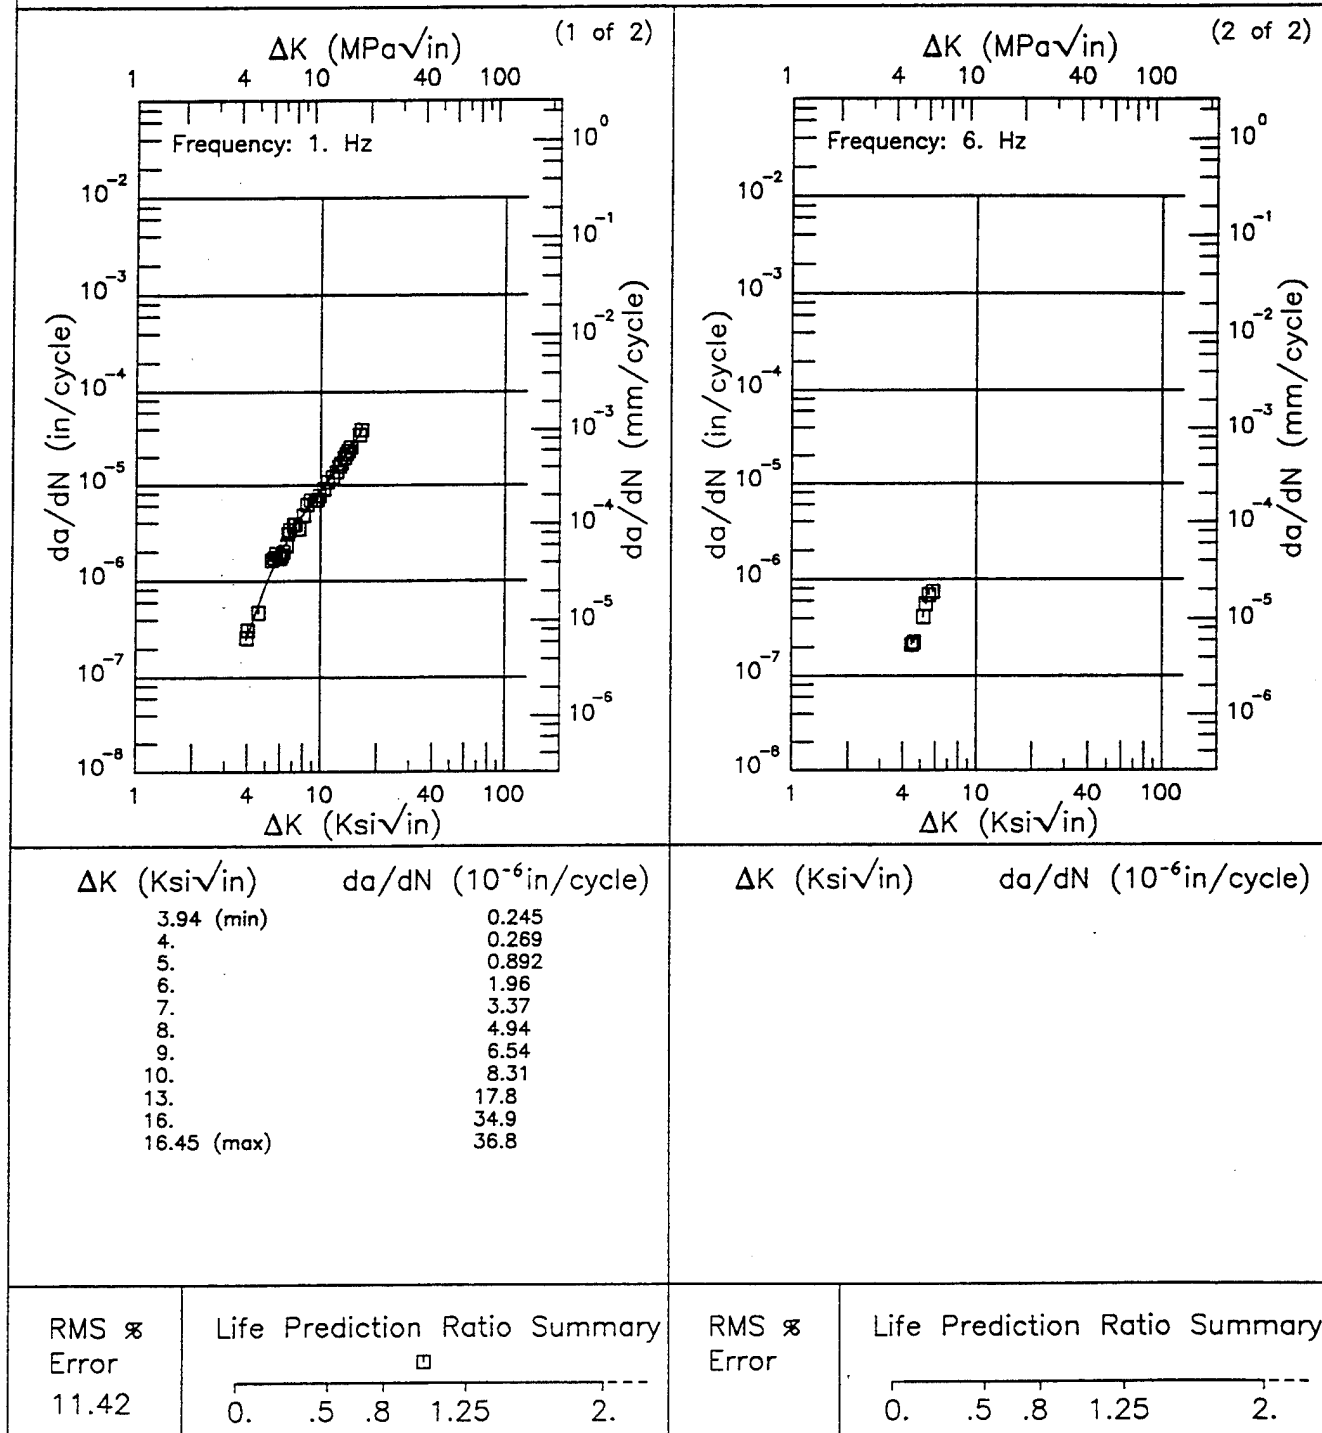 (1 of 2)
ΔK (MPa√in)
1 4 10 40 100
Frequency: 1. Hz
10⁻²
10⁻³
10⁻⁴
10⁻⁵
10⁻⁶
10⁻⁷
10⁻⁸
da/dN (in/cycle)
10⁰
10⁻¹
10⁻²
10⁻³
10⁻⁴
10⁻⁵
10⁻⁶
da/dN (mm/cycle)
1 4 10 40 100
ΔK (Ksi√in)
(2 of 2)
ΔK (MPa√in)
1 4 10 40 100
Frequency: 6. Hz
10⁻²
10⁻³
10⁻⁴
10⁻⁵
10⁻⁶
10⁻⁷
10⁻⁸
da/dN (in/cycle)
10⁰
10⁻¹
10⁻²
10⁻³
10⁻⁴
10⁻⁵
10⁻⁶
da/dN (mm/cycle)
1 4 10 40 100
ΔK (Ksi√in)
ΔK (Ksi√in) da/dN (10⁻⁶in/cycle)
3.94 (min) 0.245
4. 0.269
5. 0.892
6. 1.96
7. 3.37
8. 4.94
9. 6.54
10. 8.31
13. 17.8
16. 34.9
16.45 (max) 36.8
ΔK (Ksi√in) da/dN (10⁻⁶in/cycle)
RMS %
Error
11.42
Life Prediction Ratio Summary
0. .5 .8 1.25 2.
RMS %
Error
Life Prediction Ratio Summary
0. .5 .8 1.25 2.